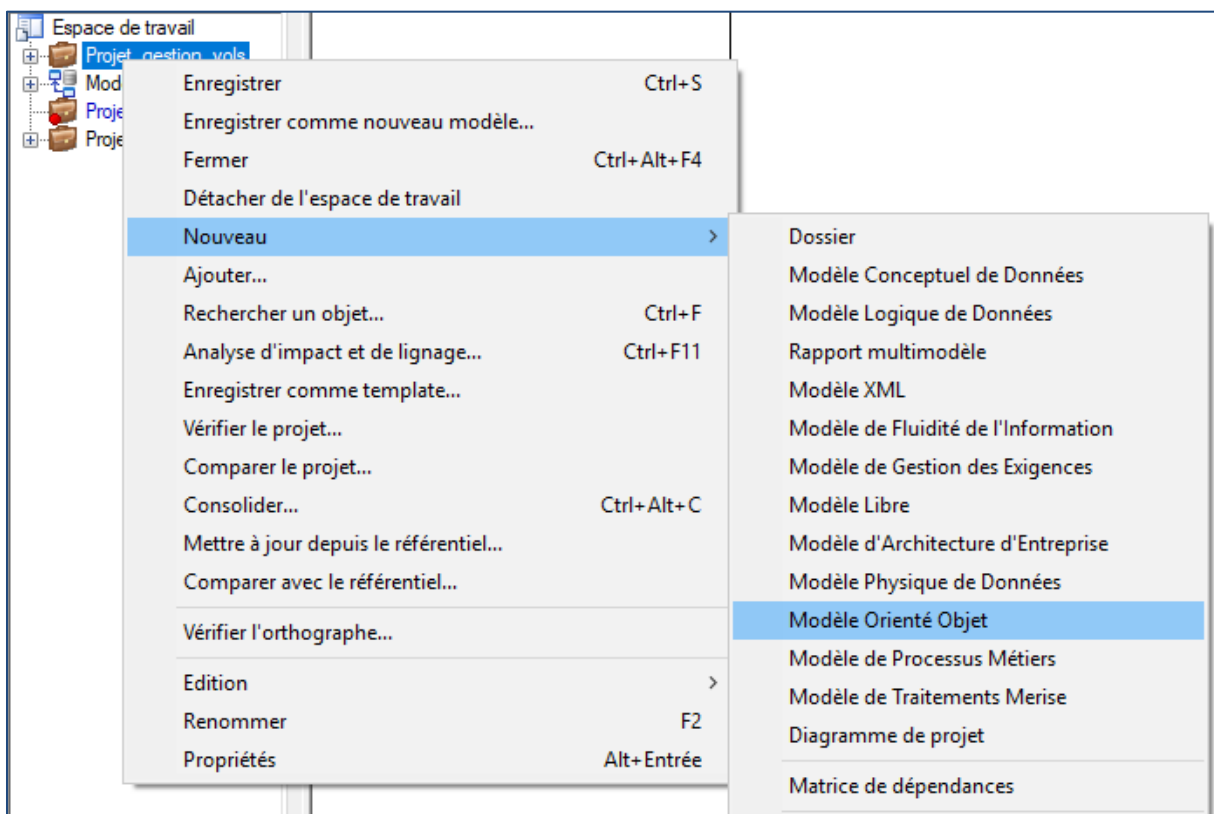 Espace de travail
Projet_gestion_vols
Mod
Proje
Proje
Enregistrer Ctrl+S
Enregistrer comme nouveau modèle...
Fermer Ctrl+Alt+F4
Détacher de l'espace de travail
Nouveau >
Ajouter...
Rechercher un objet... Ctrl+F
Analyse d'impact et de lignage... Ctrl+F11
Enregistrer comme template...
Vérifier le projet...
Comparer le projet...
Consolider... Ctrl+Alt+C
Mettre à jour depuis le référentiel...
Comparer avec le référentiel...
Vérifier l'orthographe...
Edition >
Renommer F2
Propriétés Alt+Entrée
Dossier
Modèle Conceptuel de Données
Modèle Logique de Données
Rapport multimodèle
Modèle XML
Modèle de Fluidité de l'Information
Modèle de Gestion des Exigences
Modèle Libre
Modèle d'Architecture d'Entreprise
Modèle Physique de Données
Modèle Orienté Objet
Modèle de Processus Métiers
Modèle de Traitements Merise
Diagramme de projet
Matrice de dépendances